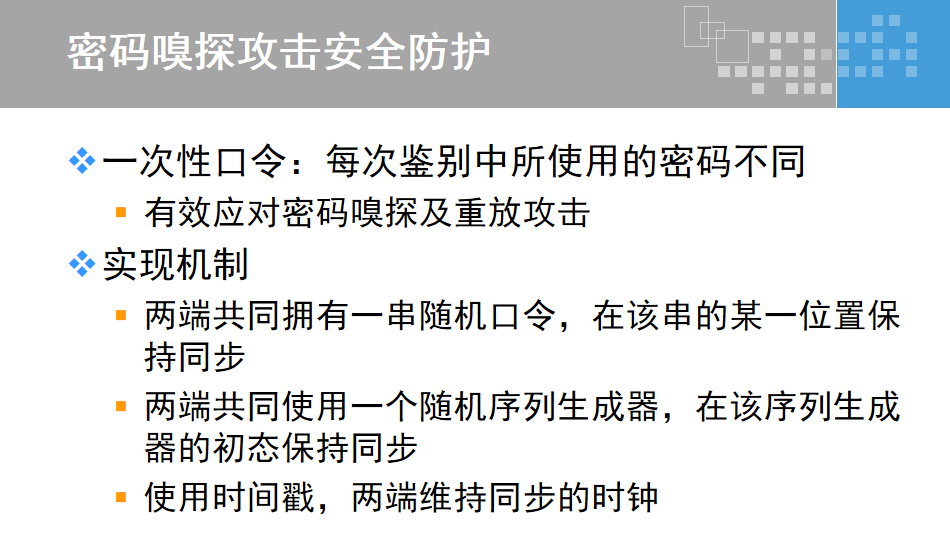 密码嗅探攻击安全防护
一次性口令：每次鉴别中所使用的密码不同
有效应对密码嗅探及重放攻击
实现机制
两端共同拥有一串随机口令，在该串的某一位置保
持同步
两端共同使用一个随机序列生成器，在该序列生成
器的初态保持同步
使用时间戳，两端维持同步的时钟